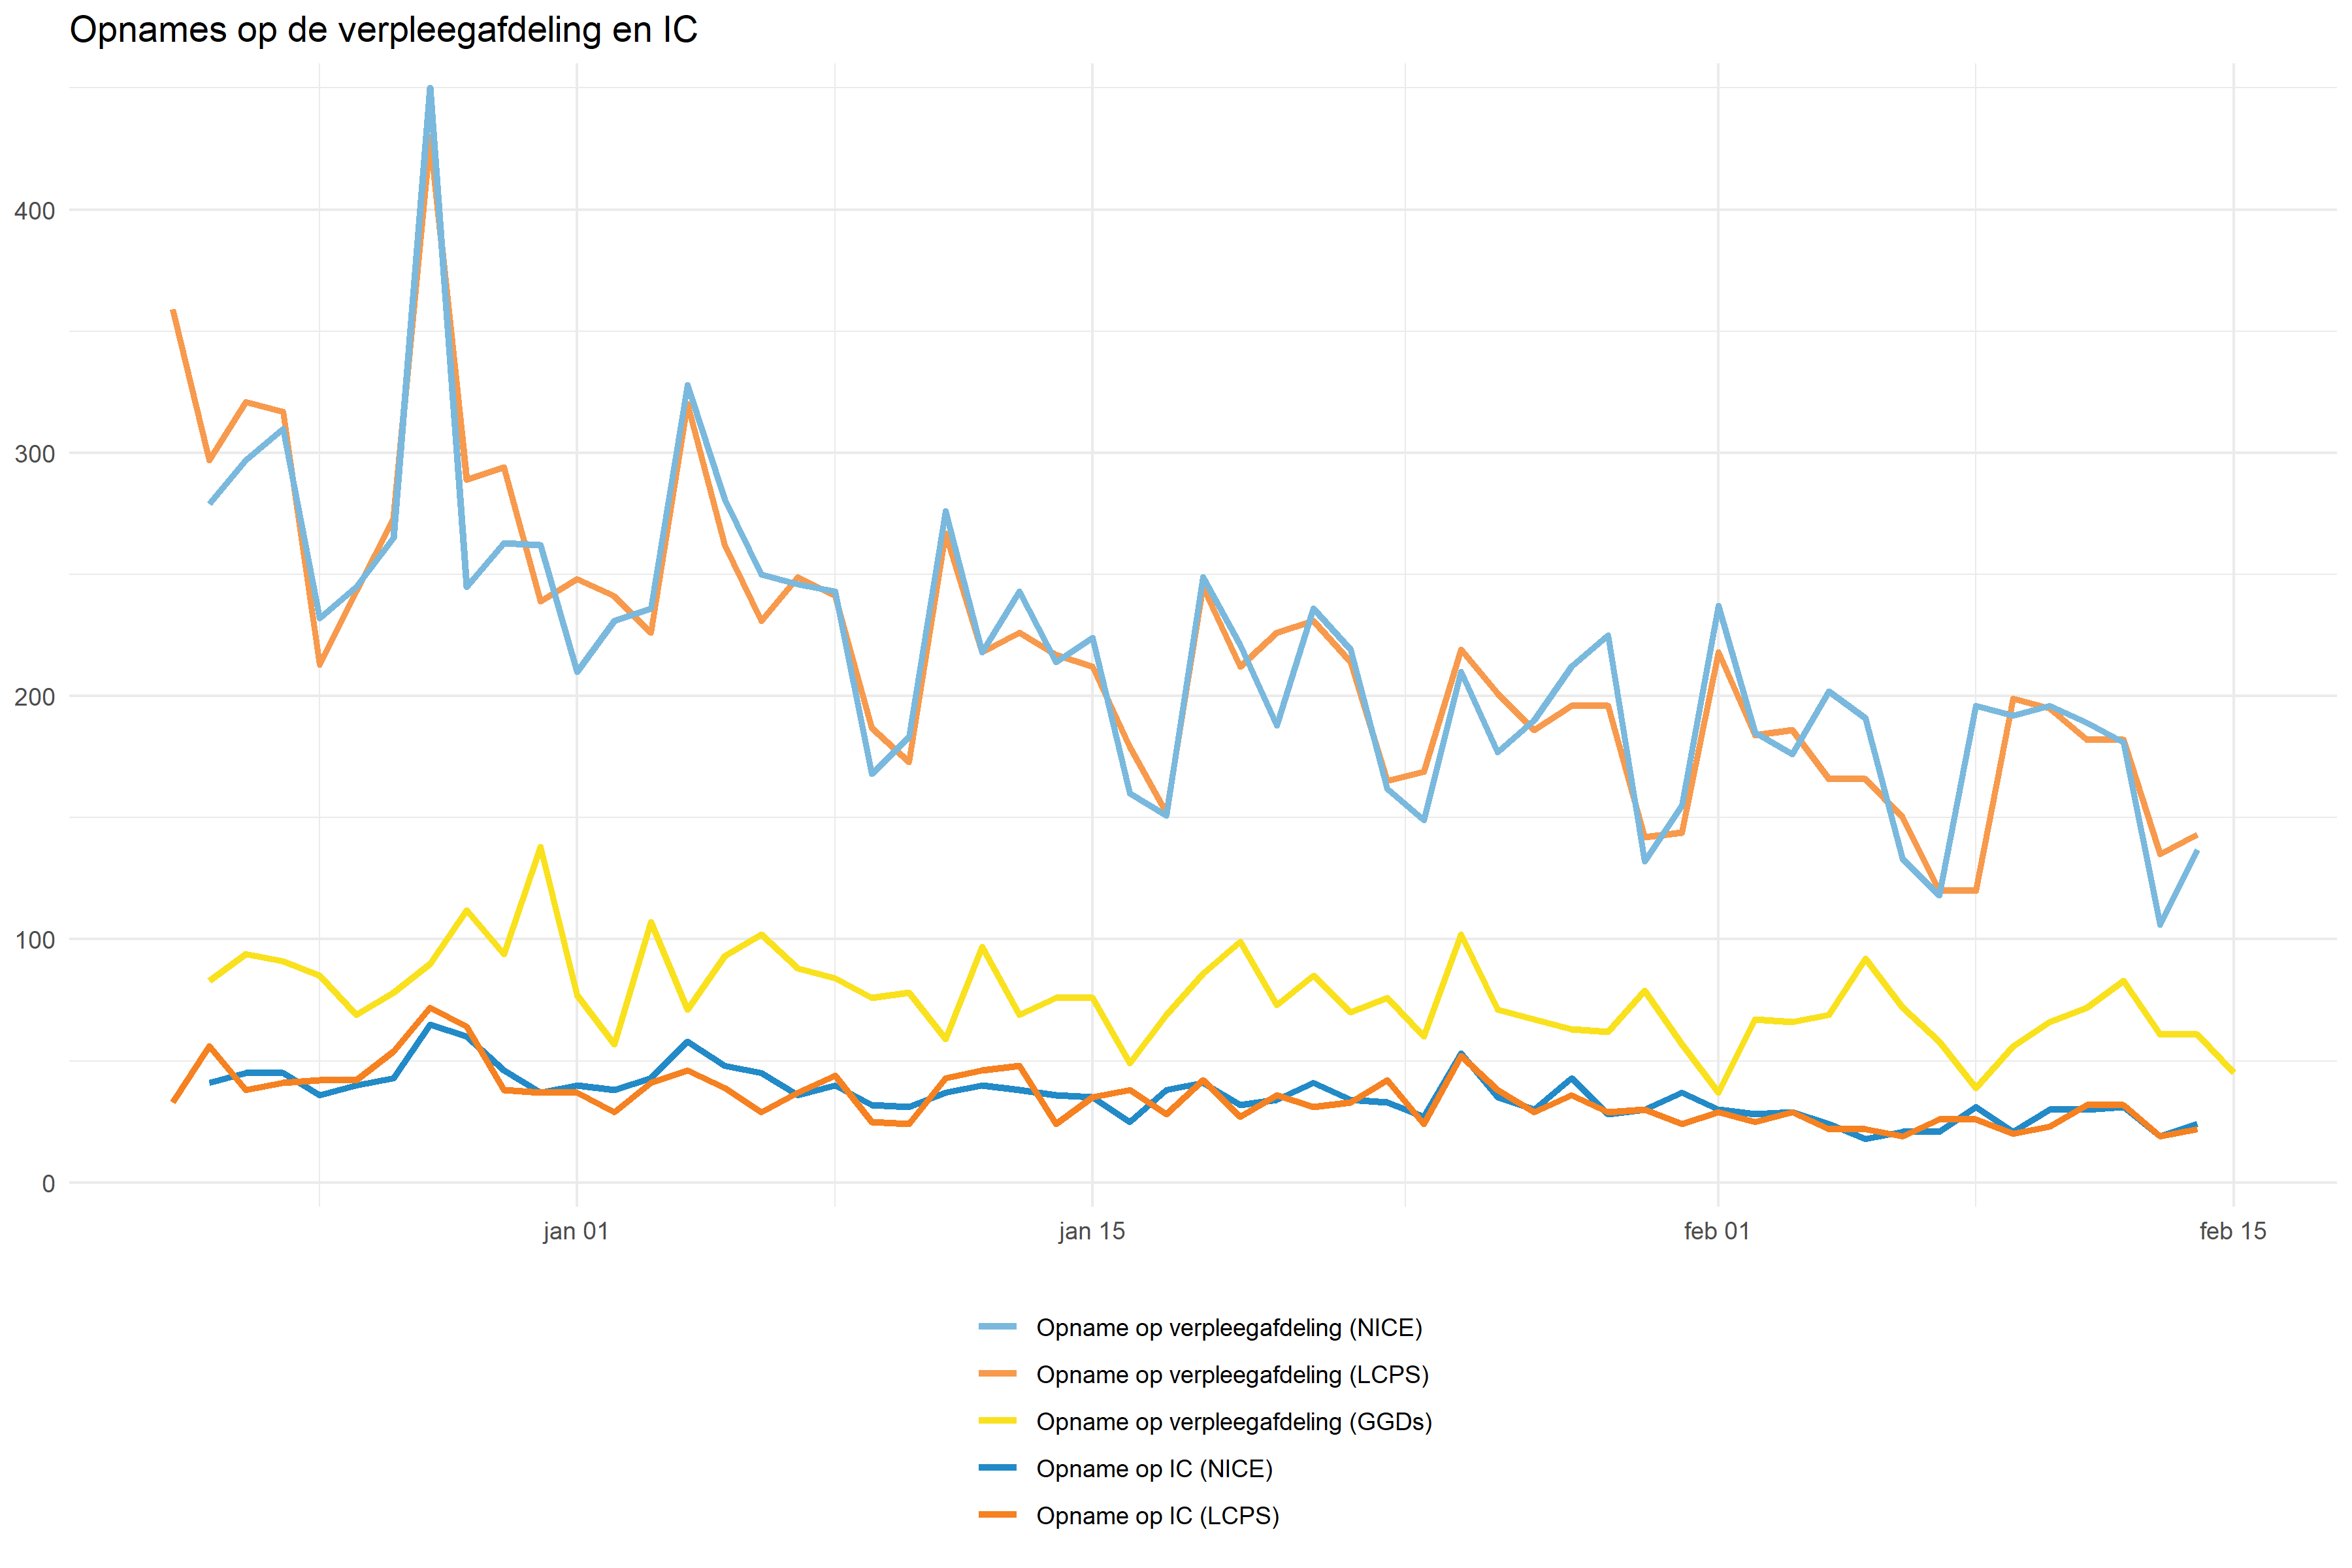 Opnames op de verpleegafdeling en IC
400
300
200
100
0
jan 01 jan 15 feb 01 feb 15
Opname op verpleegafdeling (NICE)
Opname op verpleegafdeling (LCPS)
Opname op verpleegafdeling (GGDs)
Opname op IC (NICE)
Opname op IC (LCPS)